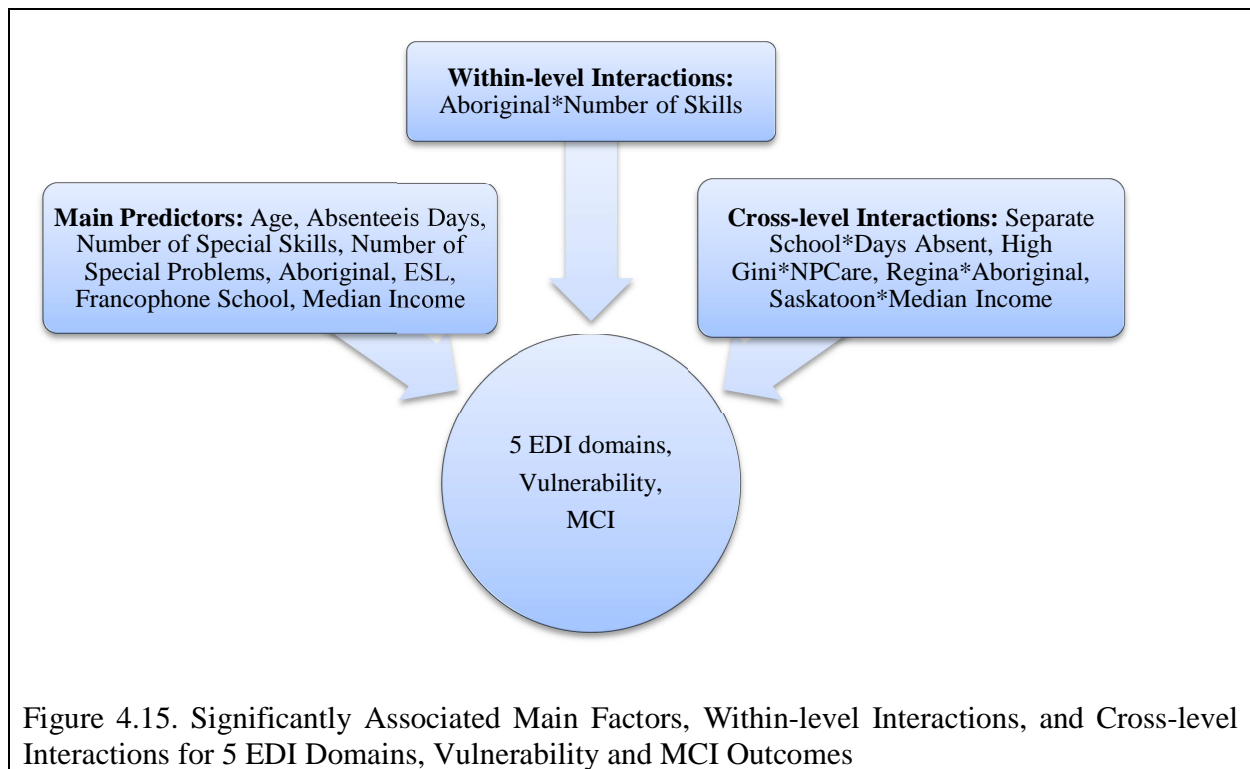 Within-level Interactions:
Aboriginal*Number of Skills
Main Predictors: Age, Absenteeis Days,
Number of Special Skills, Number of
Special Problems, Aboriginal, ESL,
Francophone School, Median Income
Cross-level Interactions: Separate
School*Days Absent, High
Gini*NPCare, Regina*Aboriginal,
Saskatoon*Median Income
5 EDI domains,
Vulnerability,
MCI
Figure 4.15. Significantly Associated Main Factors, Within-level Interactions, and Cross-level
Interactions for 5 EDI Domains, Vulnerability and MCI Outcomes